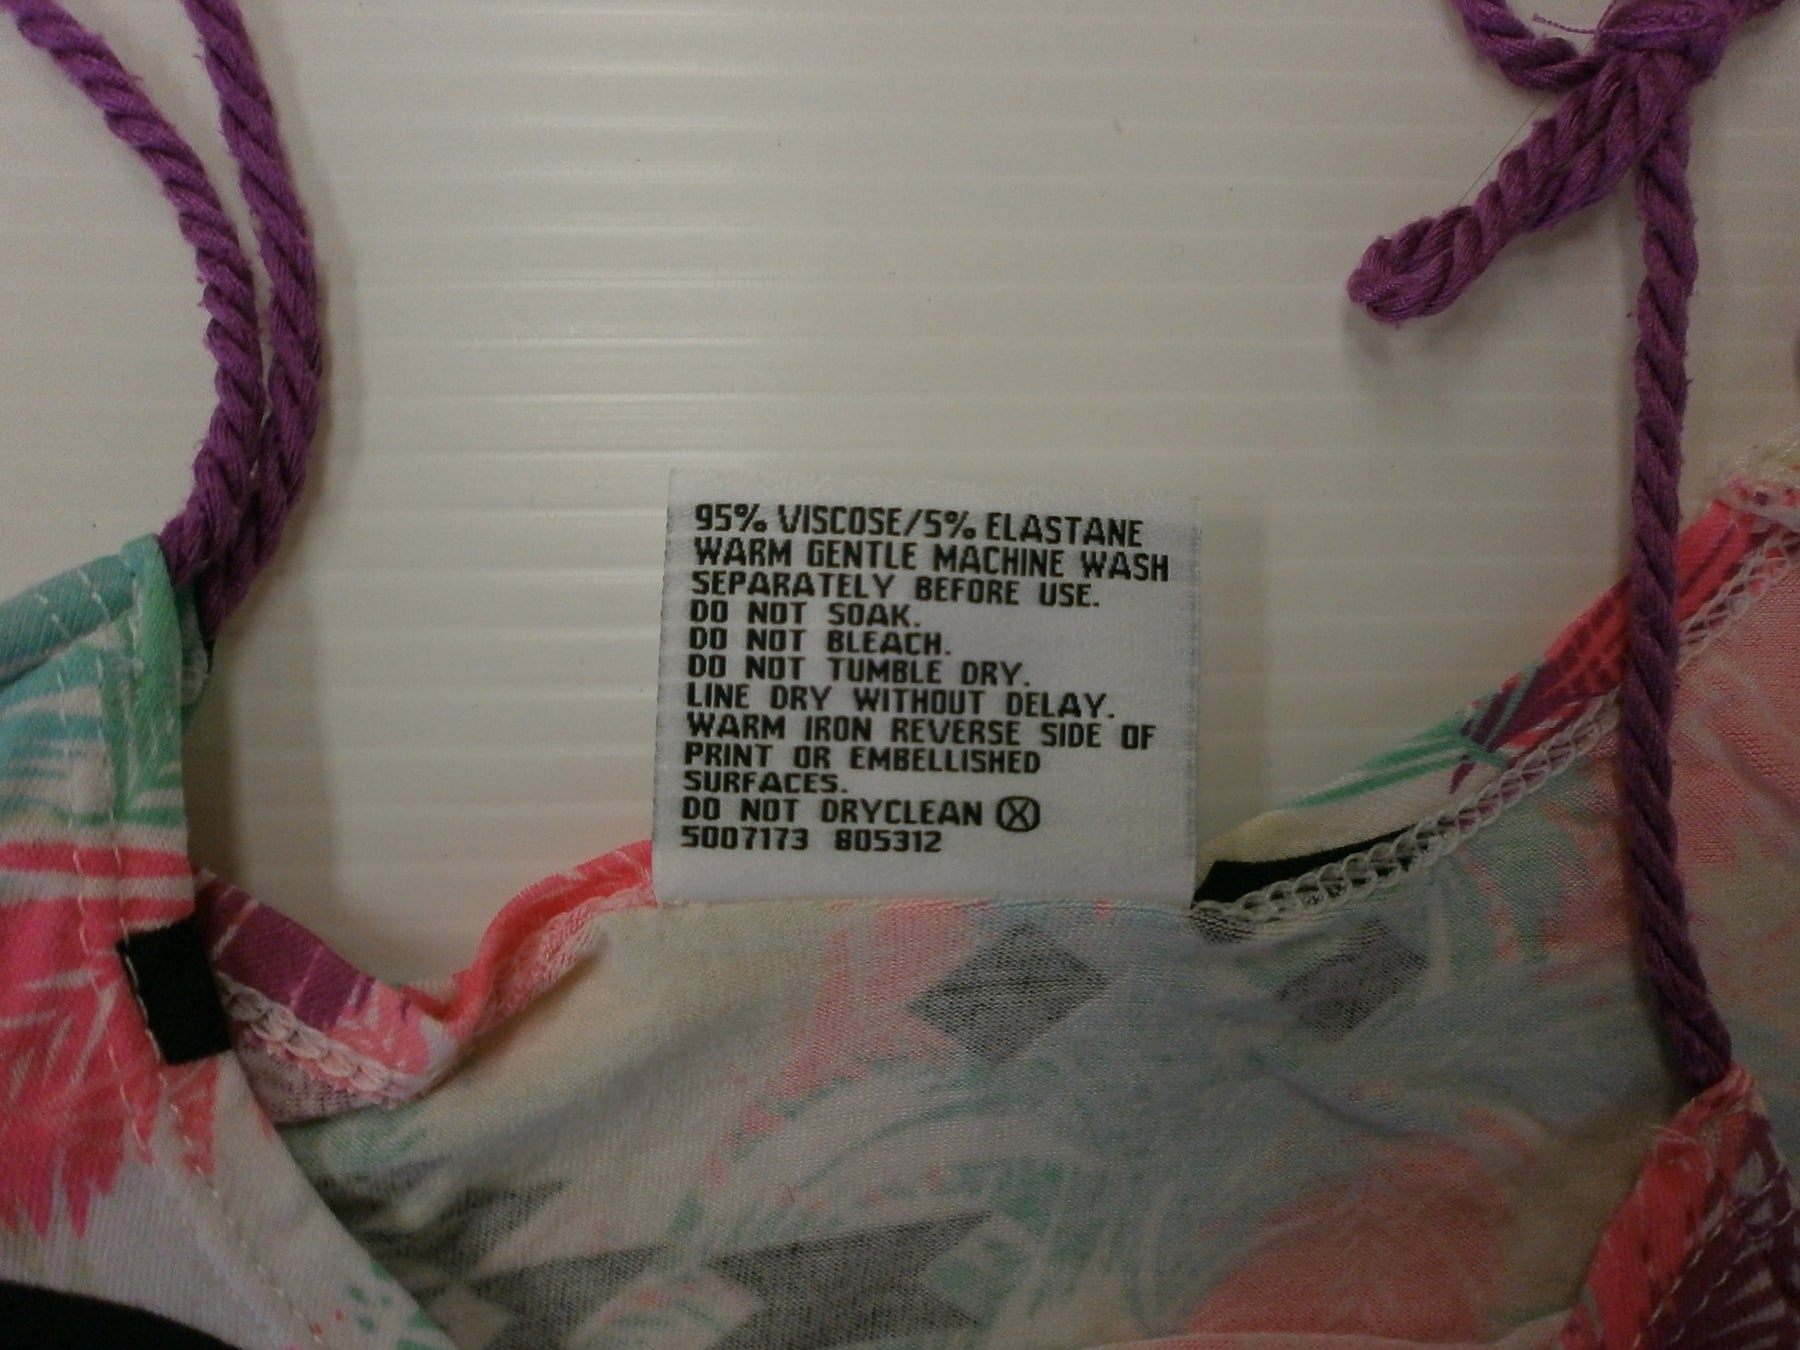 95% VISCOSE/5% ELASTANE
WARM GENTLE MACHINE WASH
SEPARATELY BEFORE USE.
DO NOT SOAK.
DO NOT BLEACH.
DO NOT TUMBLE DRY.
LINE DRY WITHOUT DELAY.
WARM IRON REVERSE SIDE OF
PRINT OR EMBELLISHED
SURFACES.
DO NOT DRYCLEAN Ⓧ
5007173 805312